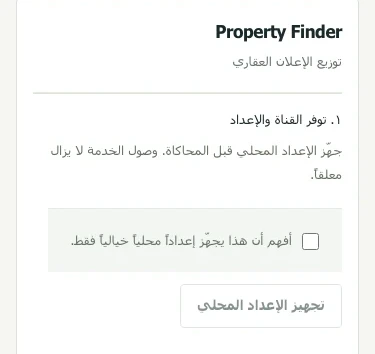 Property Finder
توزيع الإعلان العقاري
١. توفر القناة والإعداد
جهّز الإعداد المحلي قبل المحاكاة. وصول الخدمة لا يزال
معلقاً.
أفهم أن هذا يجهّز إعداداً محلياً خيالياً فقط.
تجهيز الإعداد المحلي